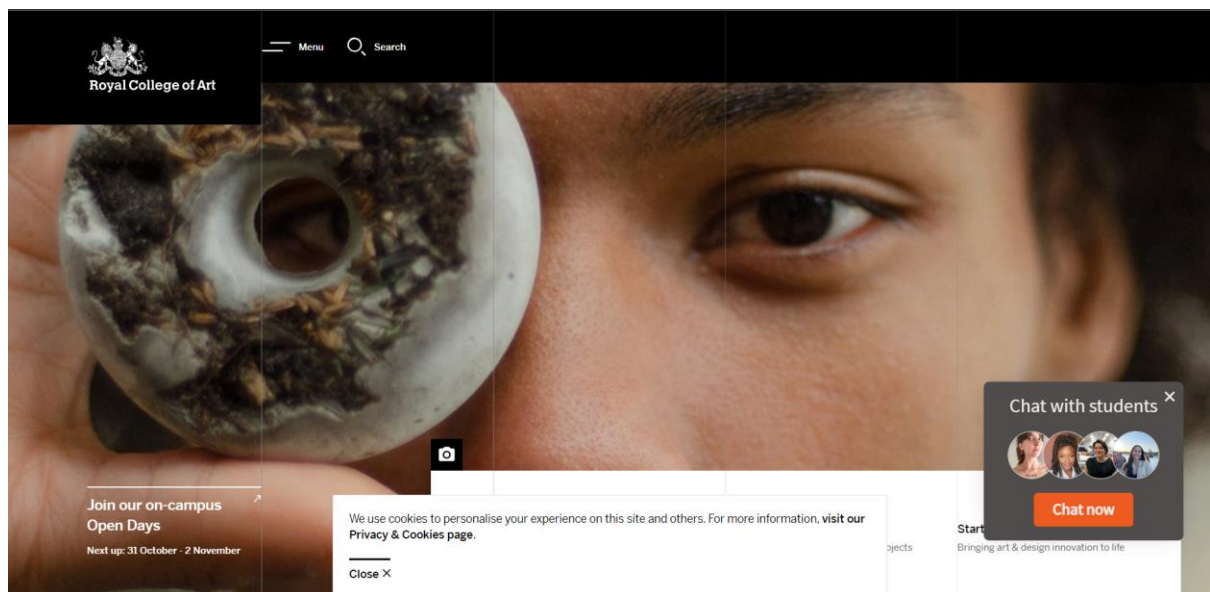 Royal College of Art
Menu
Search
Join our on-campus
Open Days
Next up: 31 October - 2 November
We use cookies to personalise your experience on this site and others. For more information, visit our
Privacy & Cookies page.
Close
Start
Bringing art & design innovation to life
Chat with students
Chat now